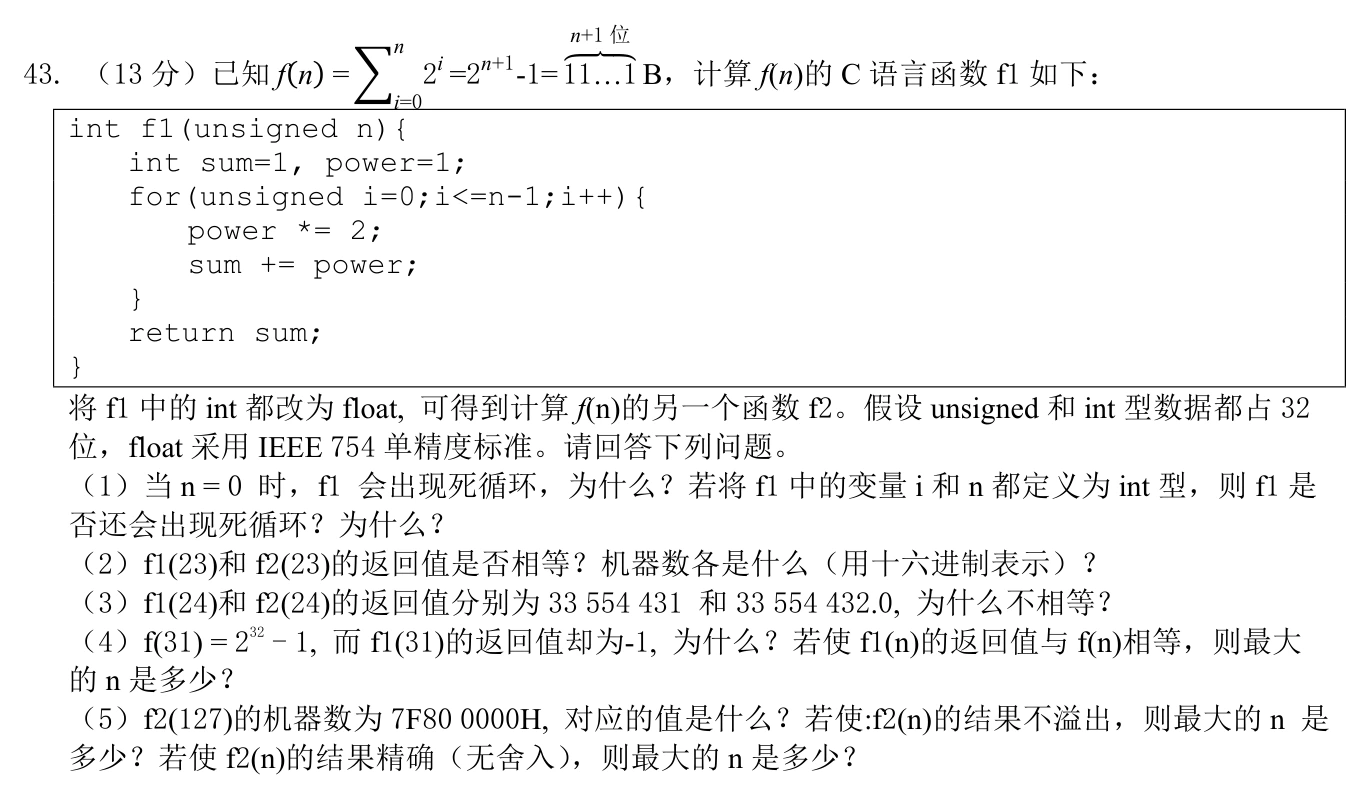 n+1 位
43. （13 分）已知 f(n) = ∑_{i=0}^{n} 2^i =2^{n+1}-1= 11…1 B，计算 f(n)的 C 语言函数 f1 如下：
int f1(unsigned n){
int sum=1, power=1;
for(unsigned i=0;i<=n-1;i++){
power *= 2;
sum += power;
}
return sum;
}
将 f1 中的 int 都改为 float, 可得到计算 f(n)的另一个函数 f2。假设 unsigned 和 int 型数据都占 32
位，float 采用 IEEE 754 单精度标准。请回答下列问题。
（1）当 n = 0 时，f1 会出现死循环，为什么？若将 f1 中的变量 i 和 n 都定义为 int 型，则 f1 是
否还会出现死循环？为什么？
（2）f1(23)和 f2(23)的返回值是否相等？机器数各是什么（用十六进制表示）？
（3）f1(24)和 f2(24)的返回值分别为 33 554 431 和 33 554 432.0, 为什么不相等？
（4）f(31) = 2^{32} − 1, 而 f1(31)的返回值却为-1, 为什么？若使 f1(n)的返回值与 f(n)相等，则最大
的 n 是多少？
（5）f2(127)的机器数为 7F80 0000H, 对应的值是什么？若使:f2(n)的结果不溢出，则最大的 n 是
多少？若使 f2(n)的结果精确（无舍入），则最大的 n 是多少？